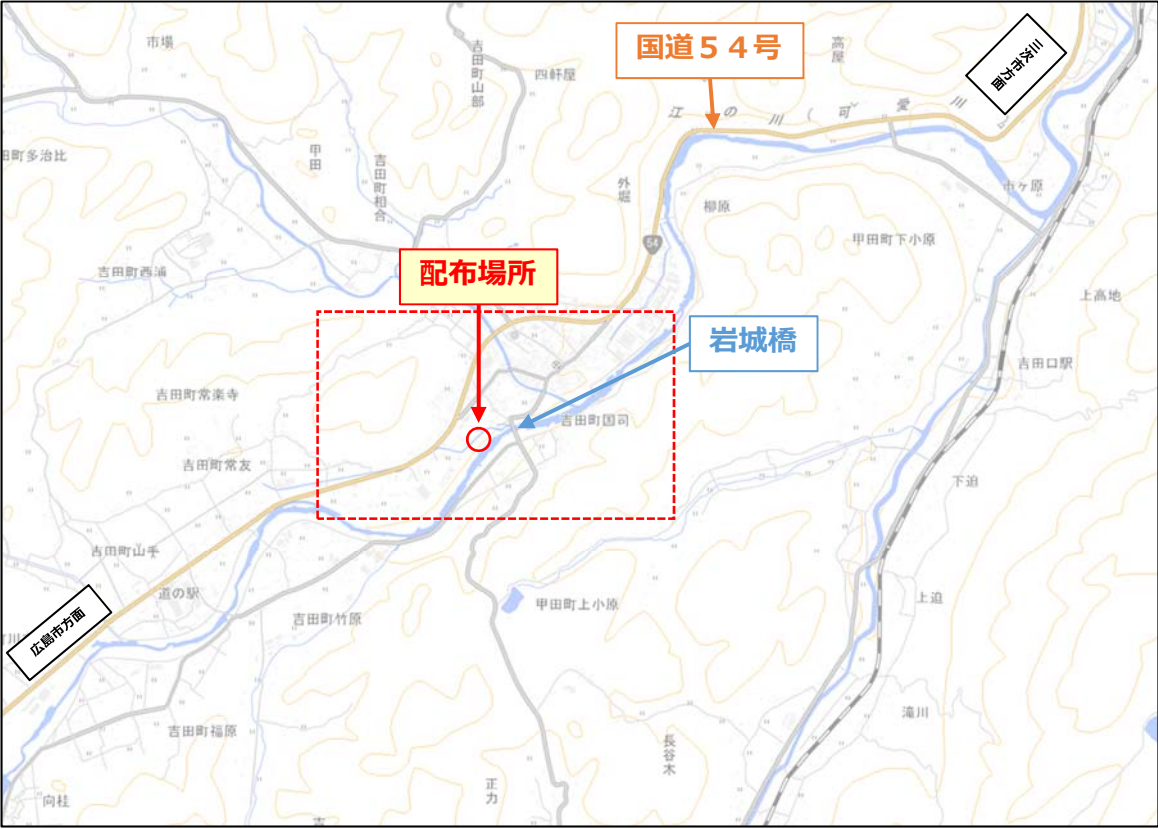 市場
吉田町山部
四軒屋
国道５４号
高屋
三次市方面
江の川(可愛川
田町多治比
甲田
吉田町相合
外堀
柳原
市ヶ原
54
甲田町下小原
吉田町西浦
配布場所
上高地
岩城橋
吉田口駅
吉田町常楽寺
吉田町国司
吉田町常友
下迫
吉田町山手
道の駅
甲田町上小原
上迫
吉田町竹原
広島市方面
滝川
吉田町福原
長谷木
正力
向桂